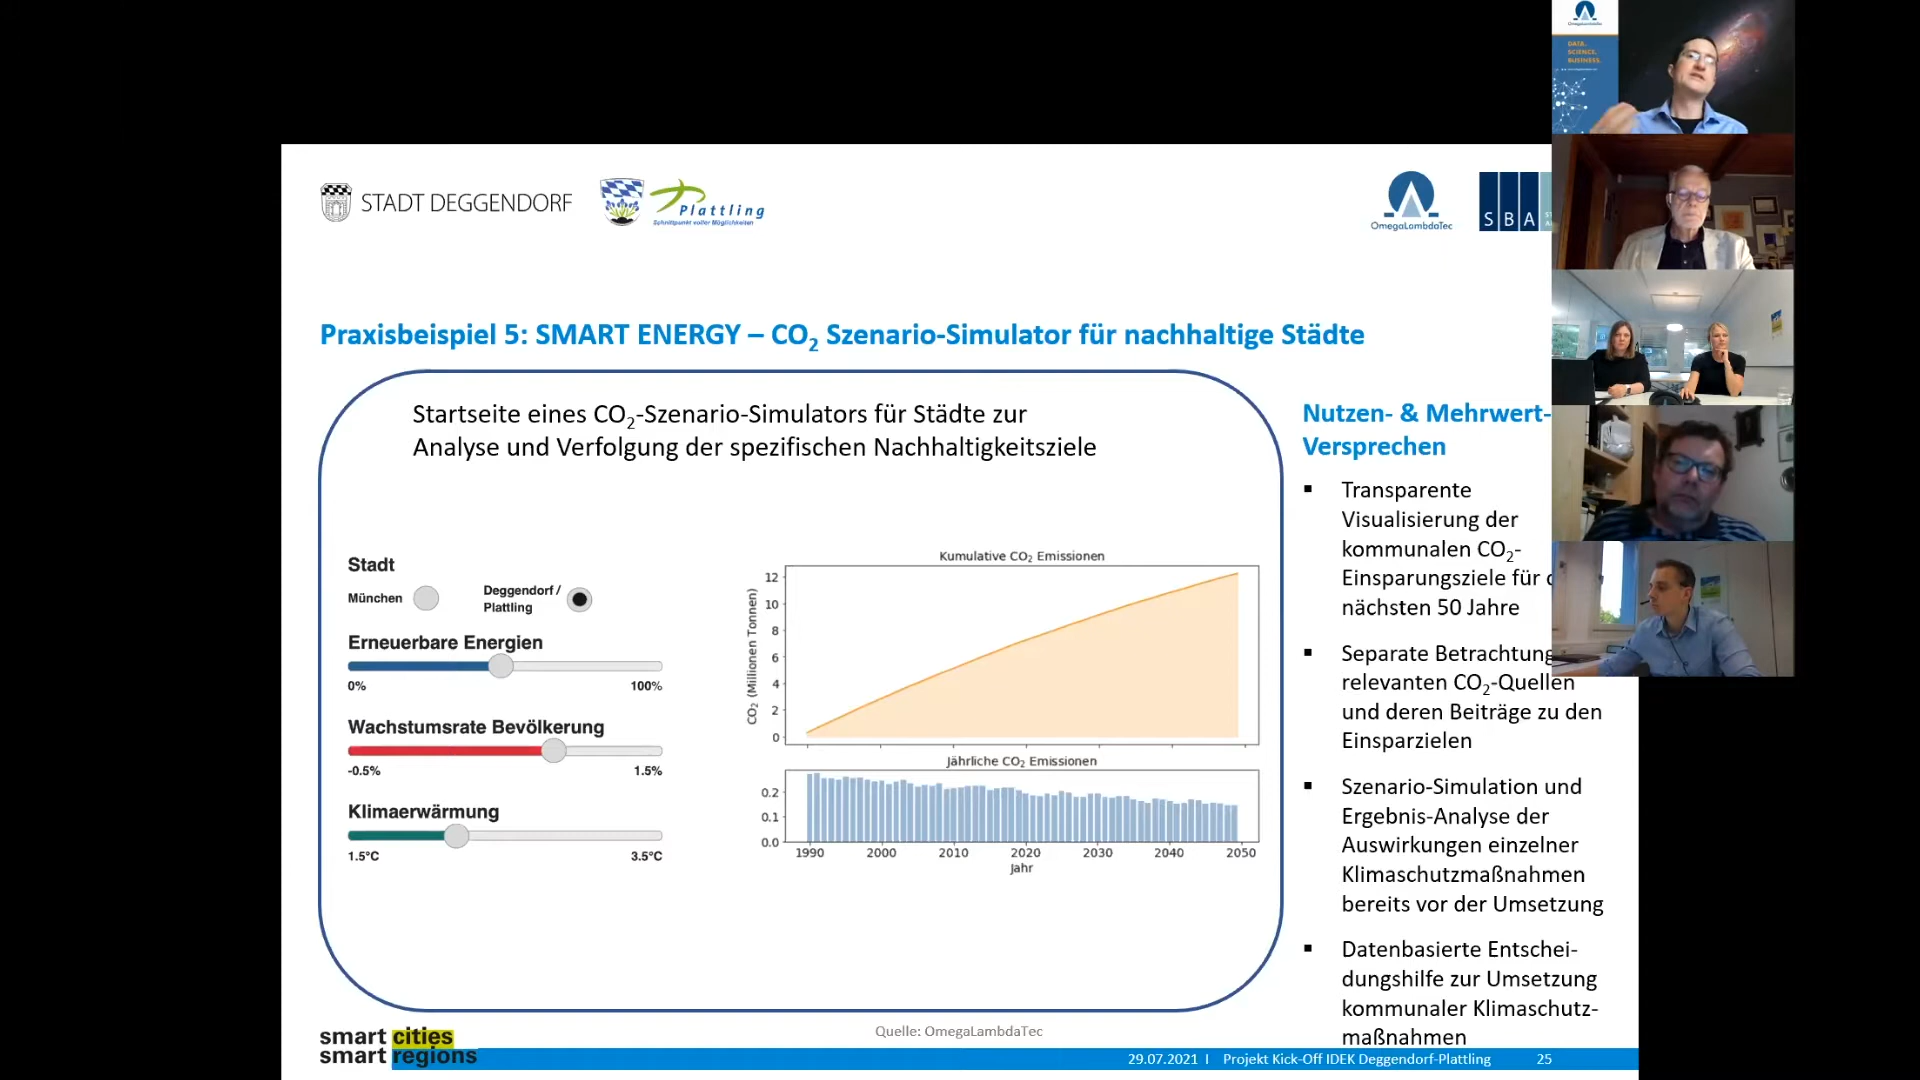 OmegaLambdaTec
DATA.
SCIENCE.
BUSINESS.
STADT DEGGENDORF
Plattling
Schnittpunkt voller Möglichkeiten
OmegaLambdaTec
SBA
Praxisbeispiel 5: SMART ENERGY – CO₂ Szenario-Simulator für nachhaltige Städte
Startseite eines CO₂-Szenario-Simulators für Städte zur
Analyse und Verfolgung der spezifischen Nachhaltigkeitsziele
Stadt
München
Deggendorf /
Plattling
Erneuerbare Energien
0% 100%
Wachstumsrate Bevölkerung
-0.5% 1.5%
Klimaerwärmung
1.5°C 3.5°C
Kumulative CO₂ Emissionen
CO₂ (Millionen Tonnen)
12
10
8
6
4
2
0
Jährliche CO₂ Emissionen
0.2
0.1
0.0
1990 2000 2010 2020 2030 2040 2050
Jahr
Nutzen- & Mehrwert-
Versprechen
▪ Transparente
Visualisierung der
kommunalen CO₂-
Einsparungsziele für
nächsten 50 Jahre
▪ Separate Betrachtung
relevanten CO₂-Quellen
und deren Beiträge zu den
Einsparzielen
▪ Szenario-Simulation und
Ergebnis-Analyse der
Auswirkungen einzelner
Klimaschutzmaßnahmen
bereits vor der Umsetzung
▪ Datenbasierte Entschei-
dungshilfe zur Umsetzung
kommunaler Klimaschutz-
maßnahmen
Quelle: OmegaLambdaTec
smart cities
smart regions
29.07.2021 I Projekt Kick-Off IDEK Deggendorf-Plattling 25